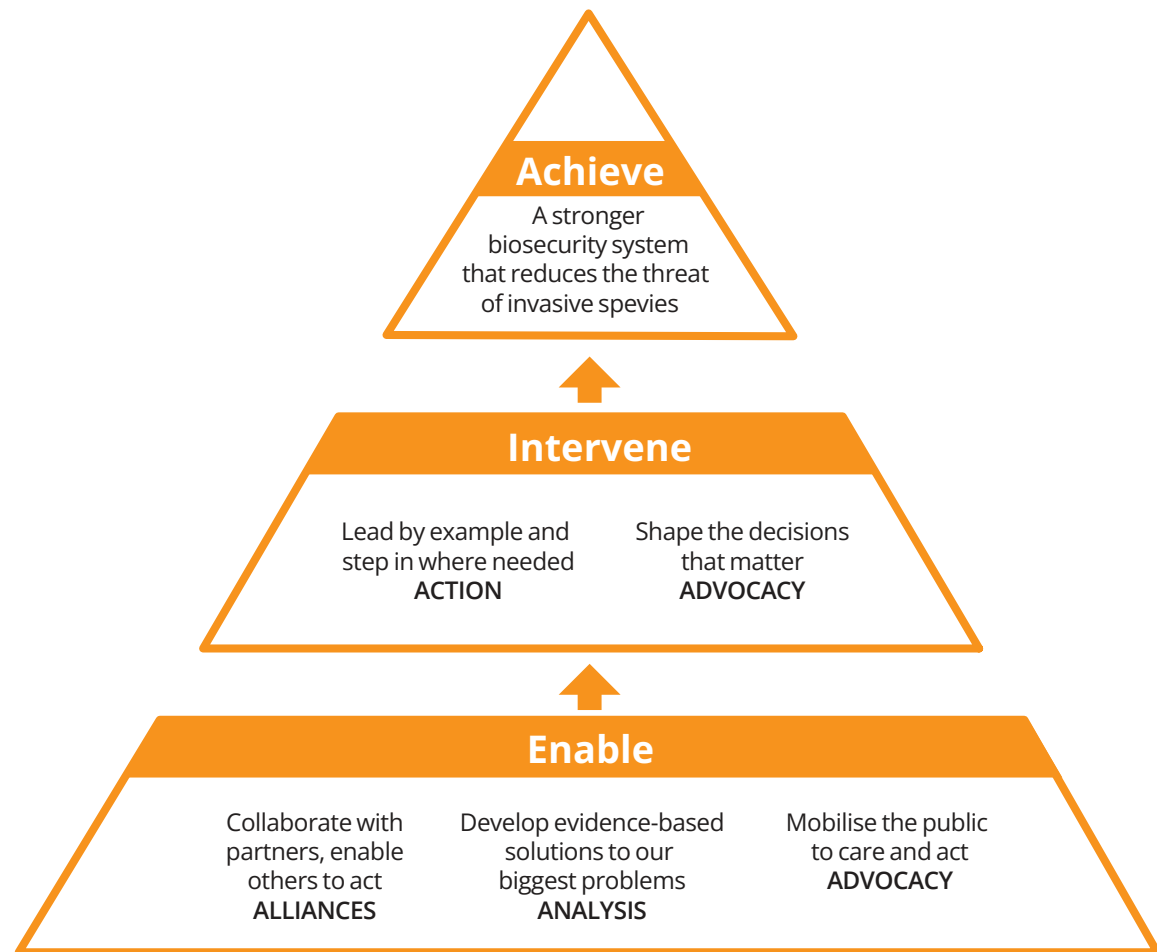 Achieve
A stronger
biosecurity system
that reduces the threat
of invasive spevies
Intervene
Lead by example and
step in where needed
ACTION
Shape the decisions
that matter
ADVOCACY
Enable
Collaborate with
partners, enable
others to act
ALLIANCES
Develop evidence-based
solutions to our
biggest problems
ANALYSIS
Mobilise the public
to care and act
ADVOCACY